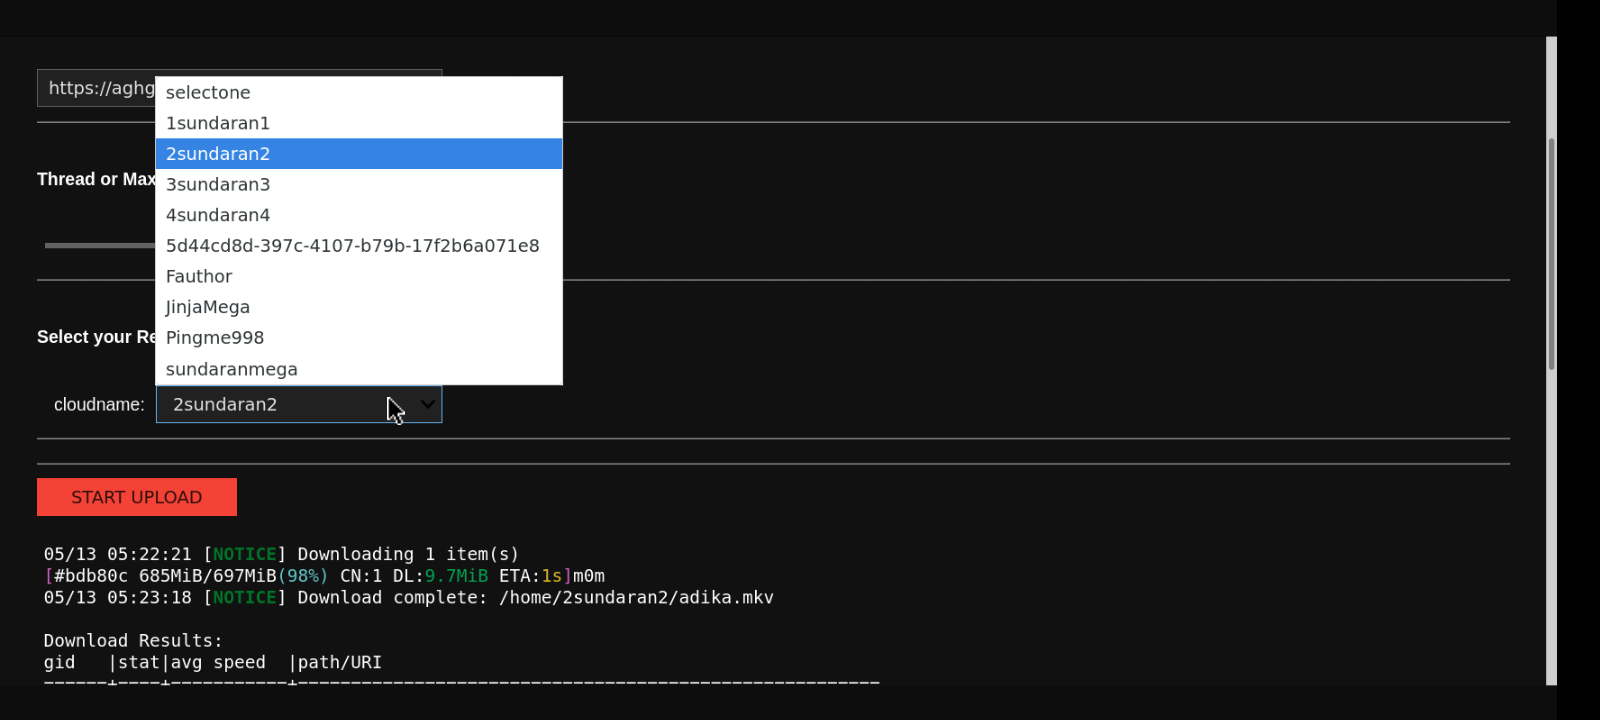 https://aghg
selectone
1sundaran1
2sundaran2
3sundaran3
4sundaran4
5d44cd8d-397c-4107-b79b-17f2b6a071e8
Fauthor
JinjaMega
Pingme998
sundaranmega
Thread or Max
Select your Re
cloudname: 2sundaran2
START UPLOAD
05/13 05:22:21 [NOTICE] Downloading 1 item(s)
[#bdb80c 685MiB/697MiB(98%) CN:1 DL:9.7MiB ETA:1s]m0m
05/13 05:23:18 [NOTICE] Download complete: /home/2sundaran2/adika.mkv
Download Results:
gid   |stat|avg speed  |path/URI
======+====+===========+=======================================================